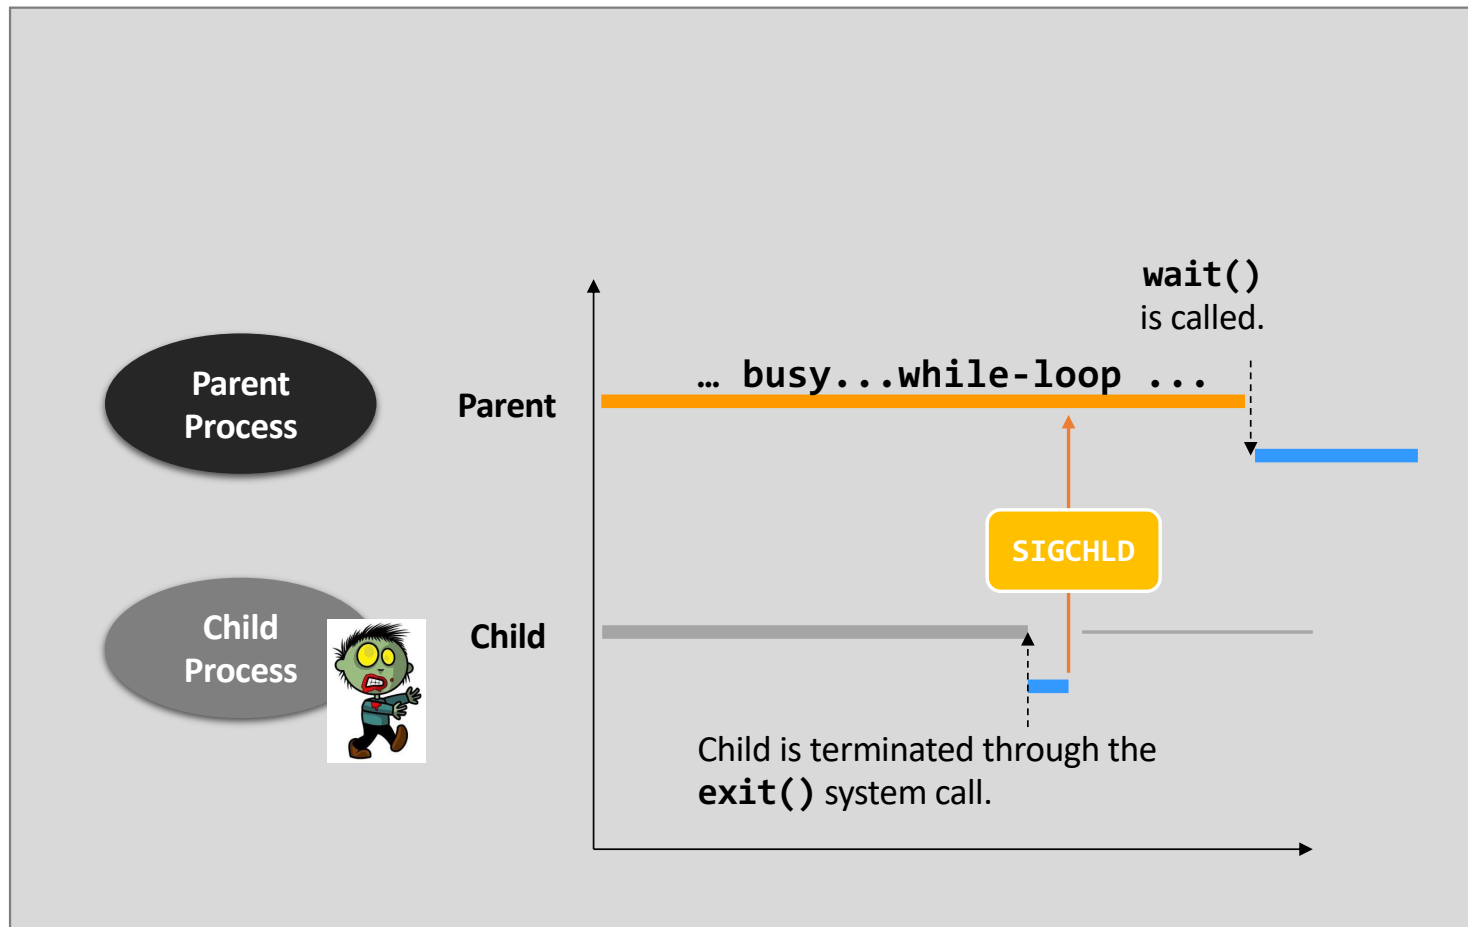 wait()
is called.
… busy...while-loop ...
Parent
Process
Parent
SIGCHLD
Child
Process
Child
Child is terminated through the
exit() system call.